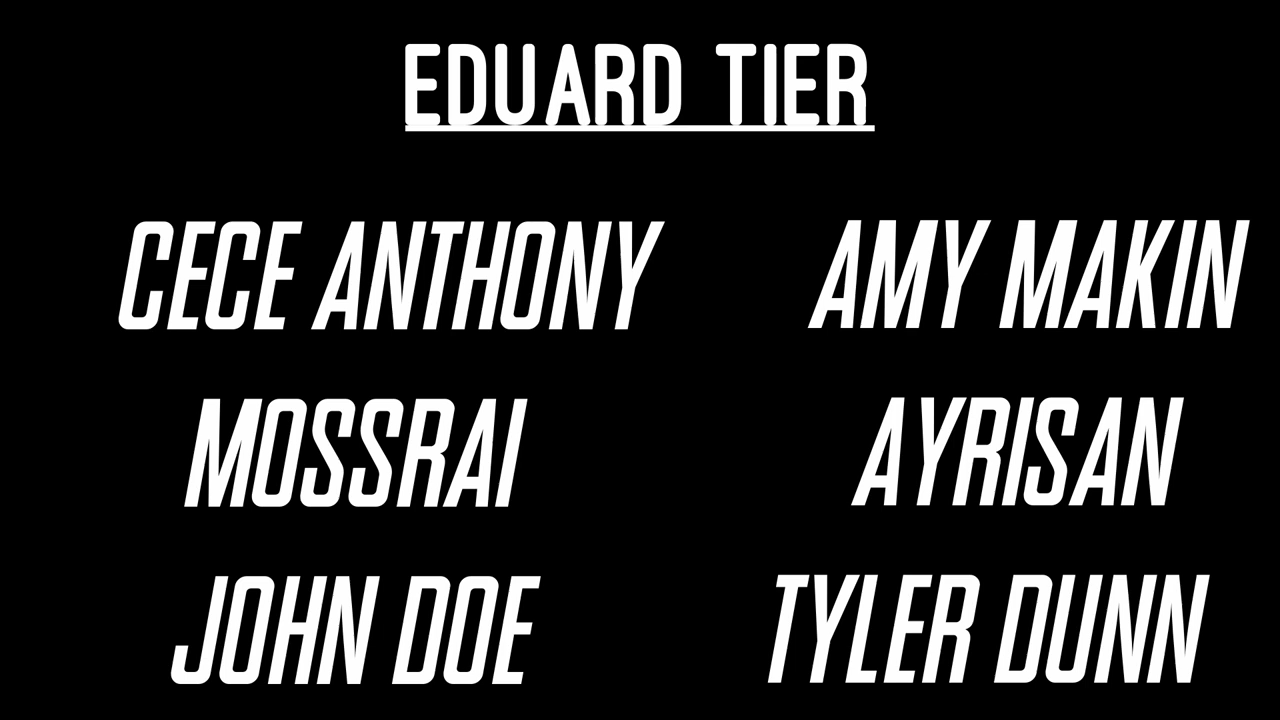 EDUARD TIER
CECE ANTHONY
AMY MAKIN
MOSSRAI
AYRISAN
JOHN DOE
TYLER DUNN